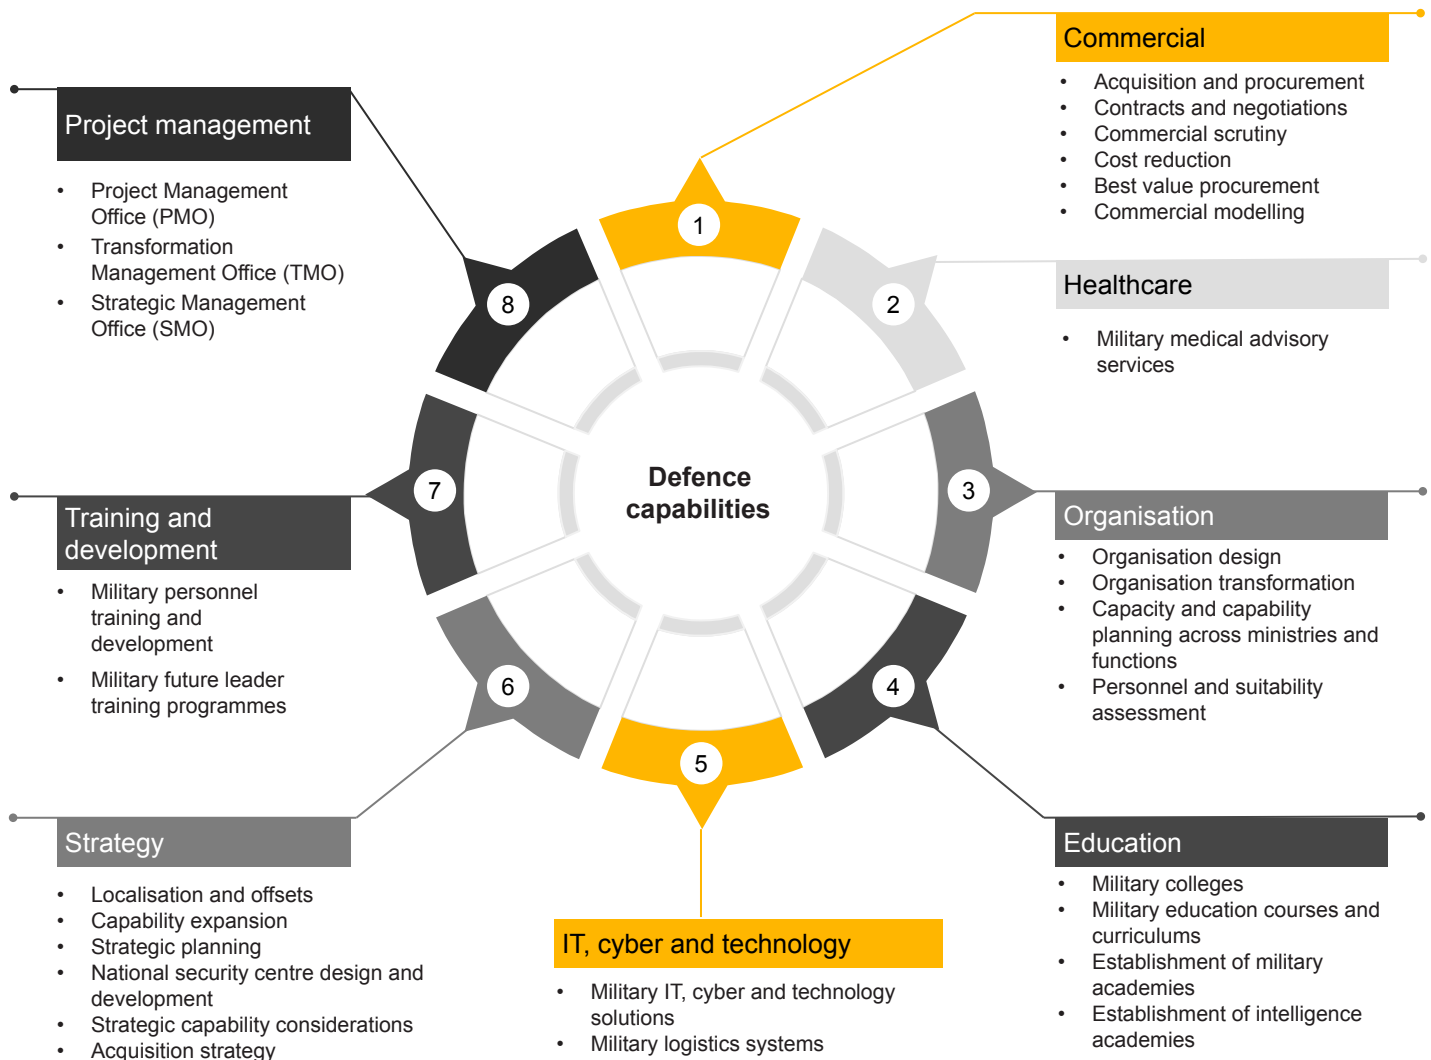 Commercial
• Acquisition and procurement
• Contracts and negotiations
• Commercial scrutiny
• Cost reduction
• Best value procurement
• Commercial modelling
Project management
• Project Management
Office (PMO)
• Transformation
Management Office (TMO)
• Strategic Management
Office (SMO)
1
2
3
4
5
6
7
8
Defence
capabilities
Healthcare
• Military medical advisory
services
Organisation
• Organisation design
• Organisation transformation
• Capacity and capability
planning across ministries and
functions
• Personnel and suitability
assessment
Training and
development
• Military personnel
training and
development
• Military future leader
training programmes
Strategy
• Localisation and offsets
• Capability expansion
• Strategic planning
• National security centre design and
development
• Strategic capability considerations
• Acquisition strategy
IT, cyber and technology
• Military IT, cyber and technology
solutions
• Military logistics systems
Education
• Military colleges
• Military education courses and
curriculums
• Establishment of military
academies
• Establishment of intelligence
academies